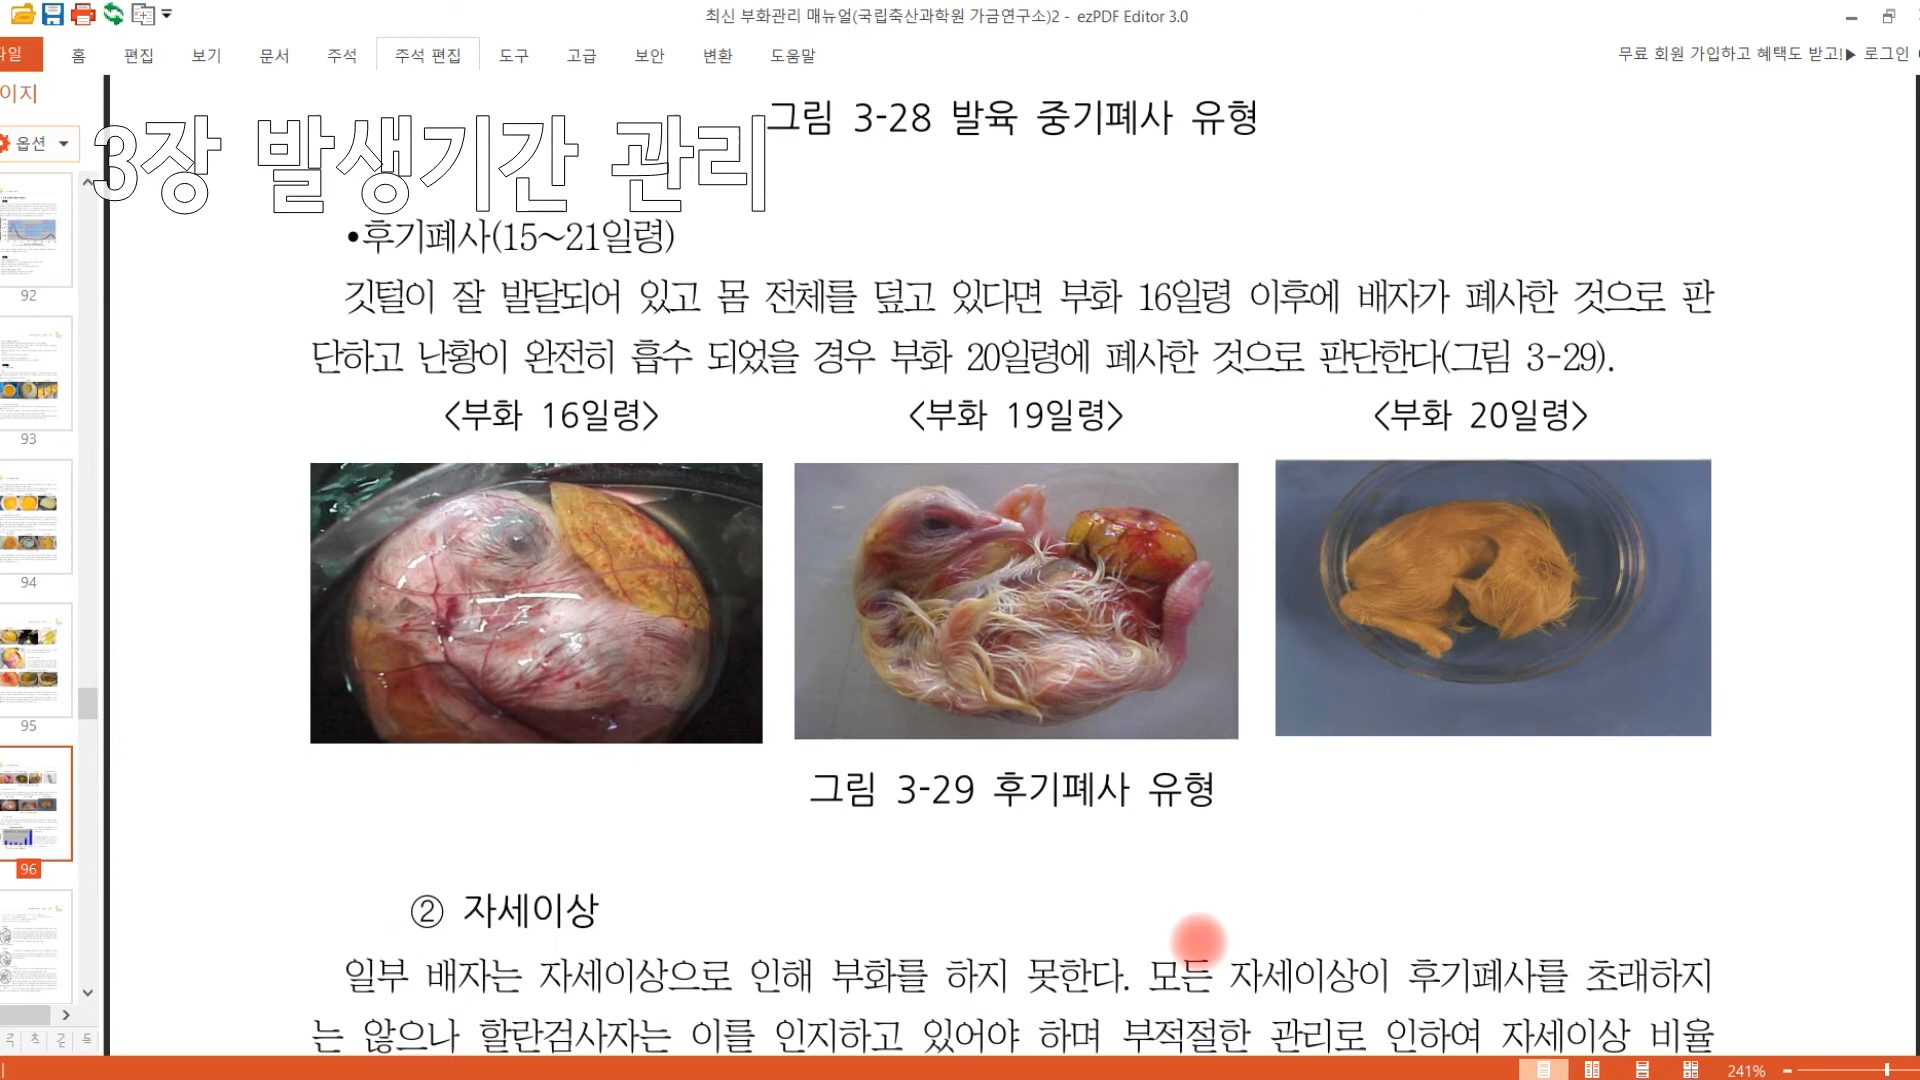 최신 부화관리 매뉴얼(국립축산과학원 가금연구소)2 - ezPDF Editor 3.0
파일 홈 편집 보기 문서 주석 주석 편집 도구 고급 보안 변환 도움말 무료 회원 가입하고 혜택도 받고!▶ 로그인
이지
옵션
92
93
94
95
96
3장 발생기간 관리
그림 3-28 발육 중기폐사 유형
•후기폐사(15~21일령)
깃털이 잘 발달되어 있고 몸 전체를 덮고 있다면 부화 16일령 이후에 배자가 폐사한 것으로 판
단하고 난황이 완전히 흡수 되었을 경우 부화 20일령에 폐사한 것으로 판단한다(그림 3-29).
<부화 16일령> <부화 19일령> <부화 20일령>
그림 3-29 후기폐사 유형
② 자세이상
일부 배자는 자세이상으로 인해 부화를 하지 못한다. 모든 자세이상이 후기폐사를 초래하지
는 않으나 할란검사자는 이를 인지하고 있어야 하며 부적절한 관리로 인하여 자세이상 비율
241%